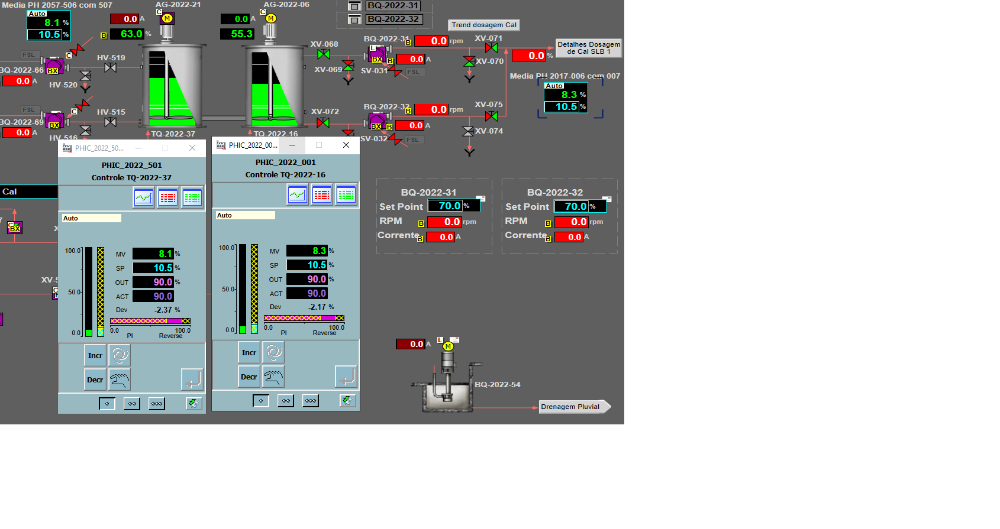 Media PH 2057-506 com 507
AG-2022-21
AG-2022-06
BQ-2022-31
BQ-2022-32
Auto
8.1 %
10.5 %
C
M
0.0 A
B 63.0 %
C
M
0.0 A
55.3
Trend dosagem Cal
FSL
C
HV-519
BQ-2022-66
BX
0.0 A
HV-520
XV-068
XV-069
BQ-2022-31
B 0.0 rpm
L
BX
B 0.0 A
SV-031
FSL
XV-071
XV-070
0.0 %
Detalhes Dosagem
de Cal SLB 1
Media PH 2017-006 com 007
Auto
8.3 %
10.5 %
FSL
C
HV-515
BQ-2022-69
BX
0.0 A
HV-516
TQ-2022-37
TQ-2022-16
XV-072
BQ-2022-32
B 0.0 rpm
BX
B 0.0 A
SV-032
FSL
XV-075
XV-074
PHIC_2022_50...
PHIC_2022_501
Controle TQ-2022-37
Auto
100.0
50.0
0.0
MV 8.1 %
SP 10.5 %
OUT 90.0 %
ACT 90.0
Dev -2.37 %
0.0 100.0
PI Reverse
Incr
Decr
PHIC_2022_00...
PHIC_2022_001
Controle TQ-2022-16
Auto
100.0
50.0
0.0
MV 8.3 %
SP 10.5 %
OUT 90.0 %
ACT 90.0
Dev -2.17 %
0.0 100.0
PI Reverse
Incr
Decr
Cal
C
BX
XV-5
C
BQ-2022-31
Set Point 70.0 %
RPM B 0.0 rpm
Corrente B 0.0 A
BQ-2022-32
Set Point 70.0 %
RPM B 0.0 rpm
Corrente B 0.0 A
0.0 A
L
M
BQ-2022-54
Drenagem Pluvial